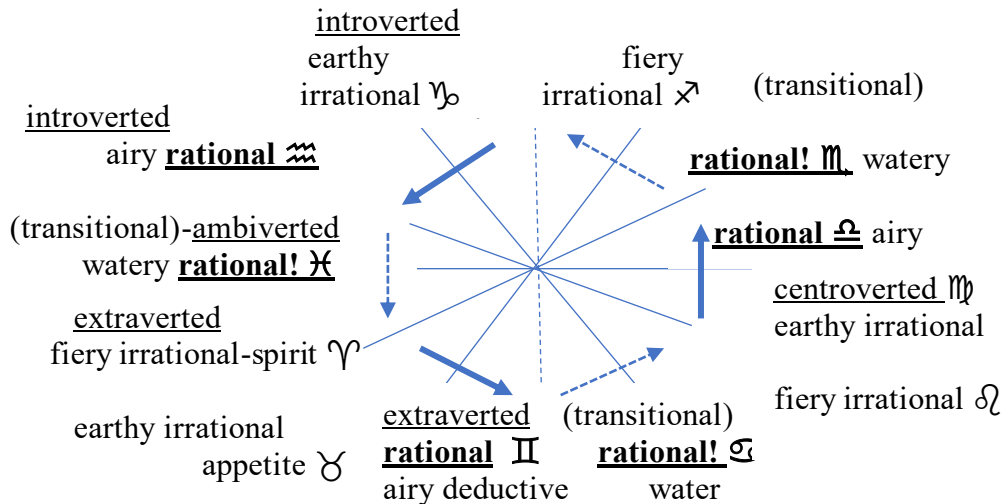 introverted
earthy
irrational ♑
fiery
irrational ♐
(transitional)
introverted
airy rational ♒
rational! ♏ watery
(transitional)-ambiverted
watery rational! ♓
rational ♎ airy
centroverted ♍
earthy irrational
extraverted
fiery irrational-spirit ♈
fiery irrational ♌
earthy irrational
appetite ♉
extraverted
rational ♊
airy deductive
(transitional)
rational! ♋
water